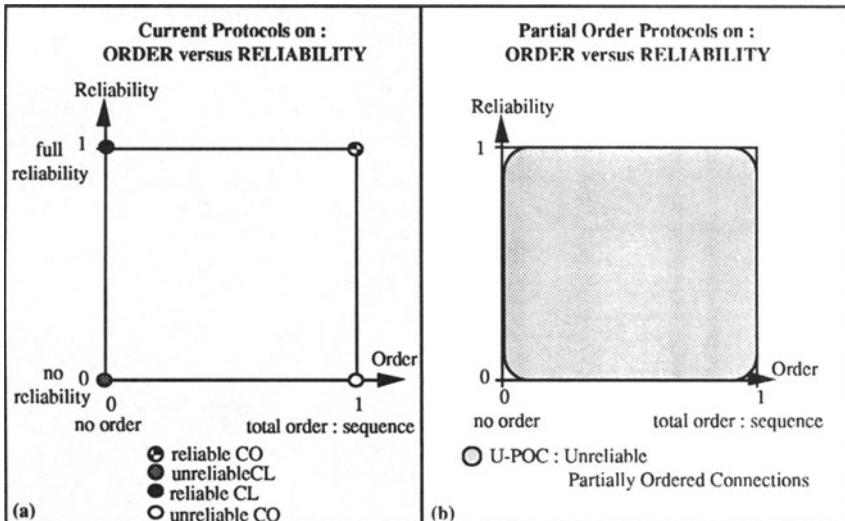 Current Protocols on :
ORDER versus RELIABILITY
Reliability
1
full
reliability
no
reliability
0
Order
0
1
no order
total order : sequence
reliable CO
unreliableCL
reliable CL
unreliable CO
(a)
Partial Order Protocols on :
ORDER versus RELIABILITY
Reliability
1
0
Order
0
1
no order
total order : sequence
U-POC : Unreliable
Partially Ordered Connections
(b)